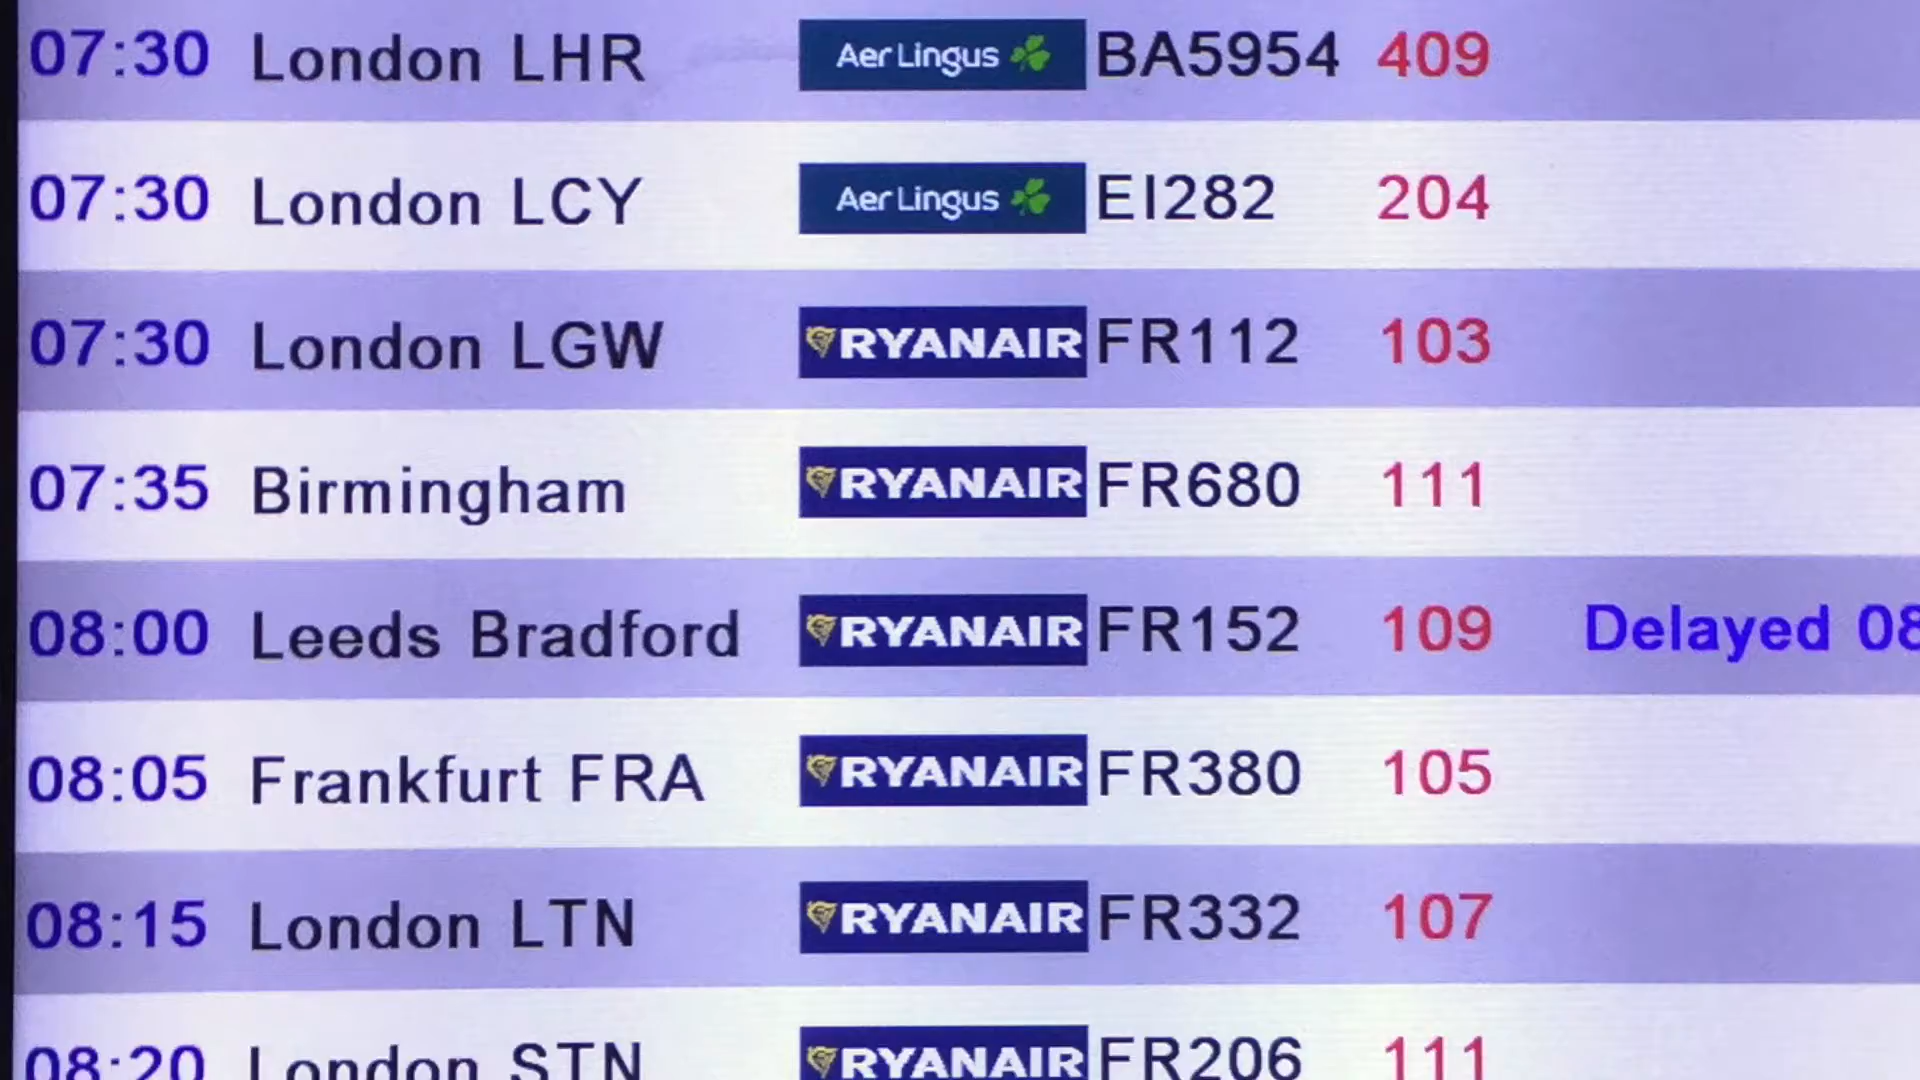 07:30 London LHR Aer Lingus BA5954 409
07:30 London LCY Aer Lingus EI282 204
07:30 London LGW RYANAIR FR112 103
07:35 Birmingham RYANAIR FR680 111
08:00 Leeds Bradford RYANAIR FR152 109 Delayed 08
08:05 Frankfurt FRA RYANAIR FR380 105
08:15 London LTN RYANAIR FR332 107
08:20 London STN RYANAIR FR206 111